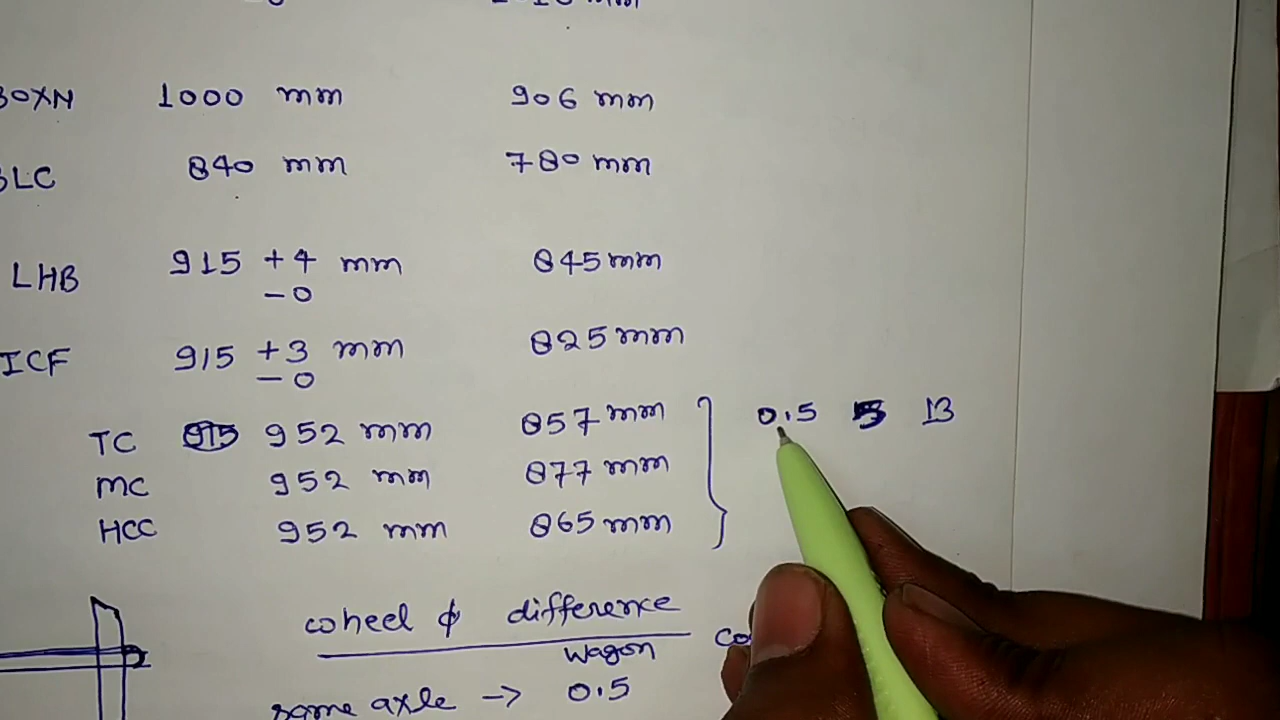 BOXN 1000 mm 906 mm
BLC 840 mm 780 mm
LHB 915 +4 mm 845 mm
-0
ICF 915 +3 mm 825 mm
-0
TC 915 952 mm 857 mm 0.5 5 13
MC 952 mm 877 mm
HCC 952 mm 865 mm
wheel ϕ difference
wagon
same axle -> 0.5